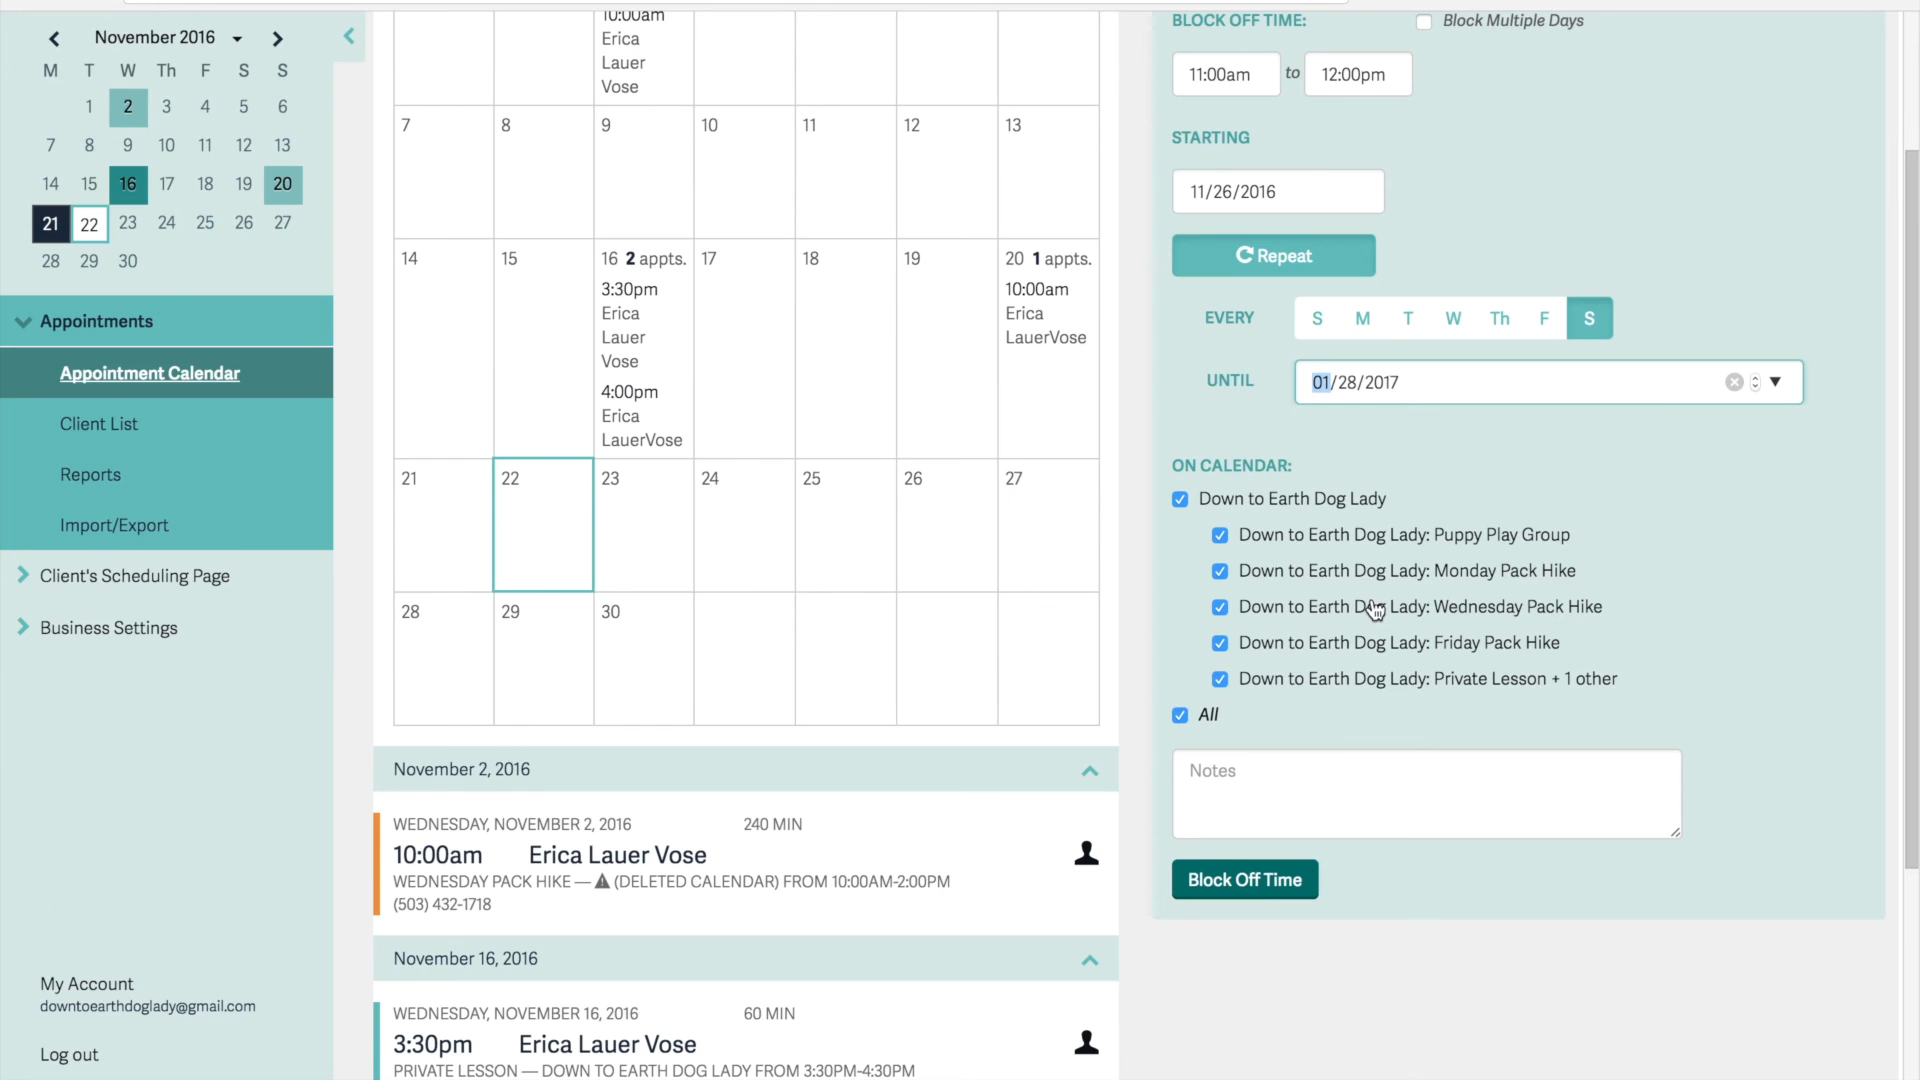 November 2016
M T W Th F S S
1 2 3 4 5 6
7 8 9 10 11 12 13
14 15 16 17 18 19 20
21 22 23 24 25 26 27
28 29 30
Appointments
Appointment Calendar
Client List
Reports
Import/Export
Client's Scheduling Page
Business Settings
My Account
downtoearthdoglady@gmail.com
Log out
10:00am
Erica
Lauer
Vose
7 8 9 10 11 12 13
14 15 16 2 appts. 17 18 19 20 1 appts.
3:30pm
Erica
Lauer
Vose
4:00pm
Erica
LauerVose
10:00am
Erica
LauerVose
21 22 23 24 25 26 27
28 29 30
November 2, 2016
WEDNESDAY, NOVEMBER 2, 2016 240 MIN
10:00am Erica Lauer Vose
WEDNESDAY PACK HIKE — (DELETED CALENDAR) FROM 10:00AM-2:00PM
(503) 432-1718
November 16, 2016
WEDNESDAY, NOVEMBER 16, 2016 60 MIN
3:30pm Erica Lauer Vose
PRIVATE LESSON — DOWN TO EARTH DOG LADY FROM 3:30PM-4:30PM
BLOCK OFF TIME: Block Multiple Days
11:00am to 12:00pm
STARTING
11/26/2016
Repeat
EVERY S M T W Th F S
UNTIL 01/28/2017
ON CALENDAR:
Down to Earth Dog Lady
Down to Earth Dog Lady: Puppy Play Group
Down to Earth Dog Lady: Monday Pack Hike
Down to Earth Dog Lady: Wednesday Pack Hike
Down to Earth Dog Lady: Friday Pack Hike
Down to Earth Dog Lady: Private Lesson + 1 other
All
Notes
Block Off Time